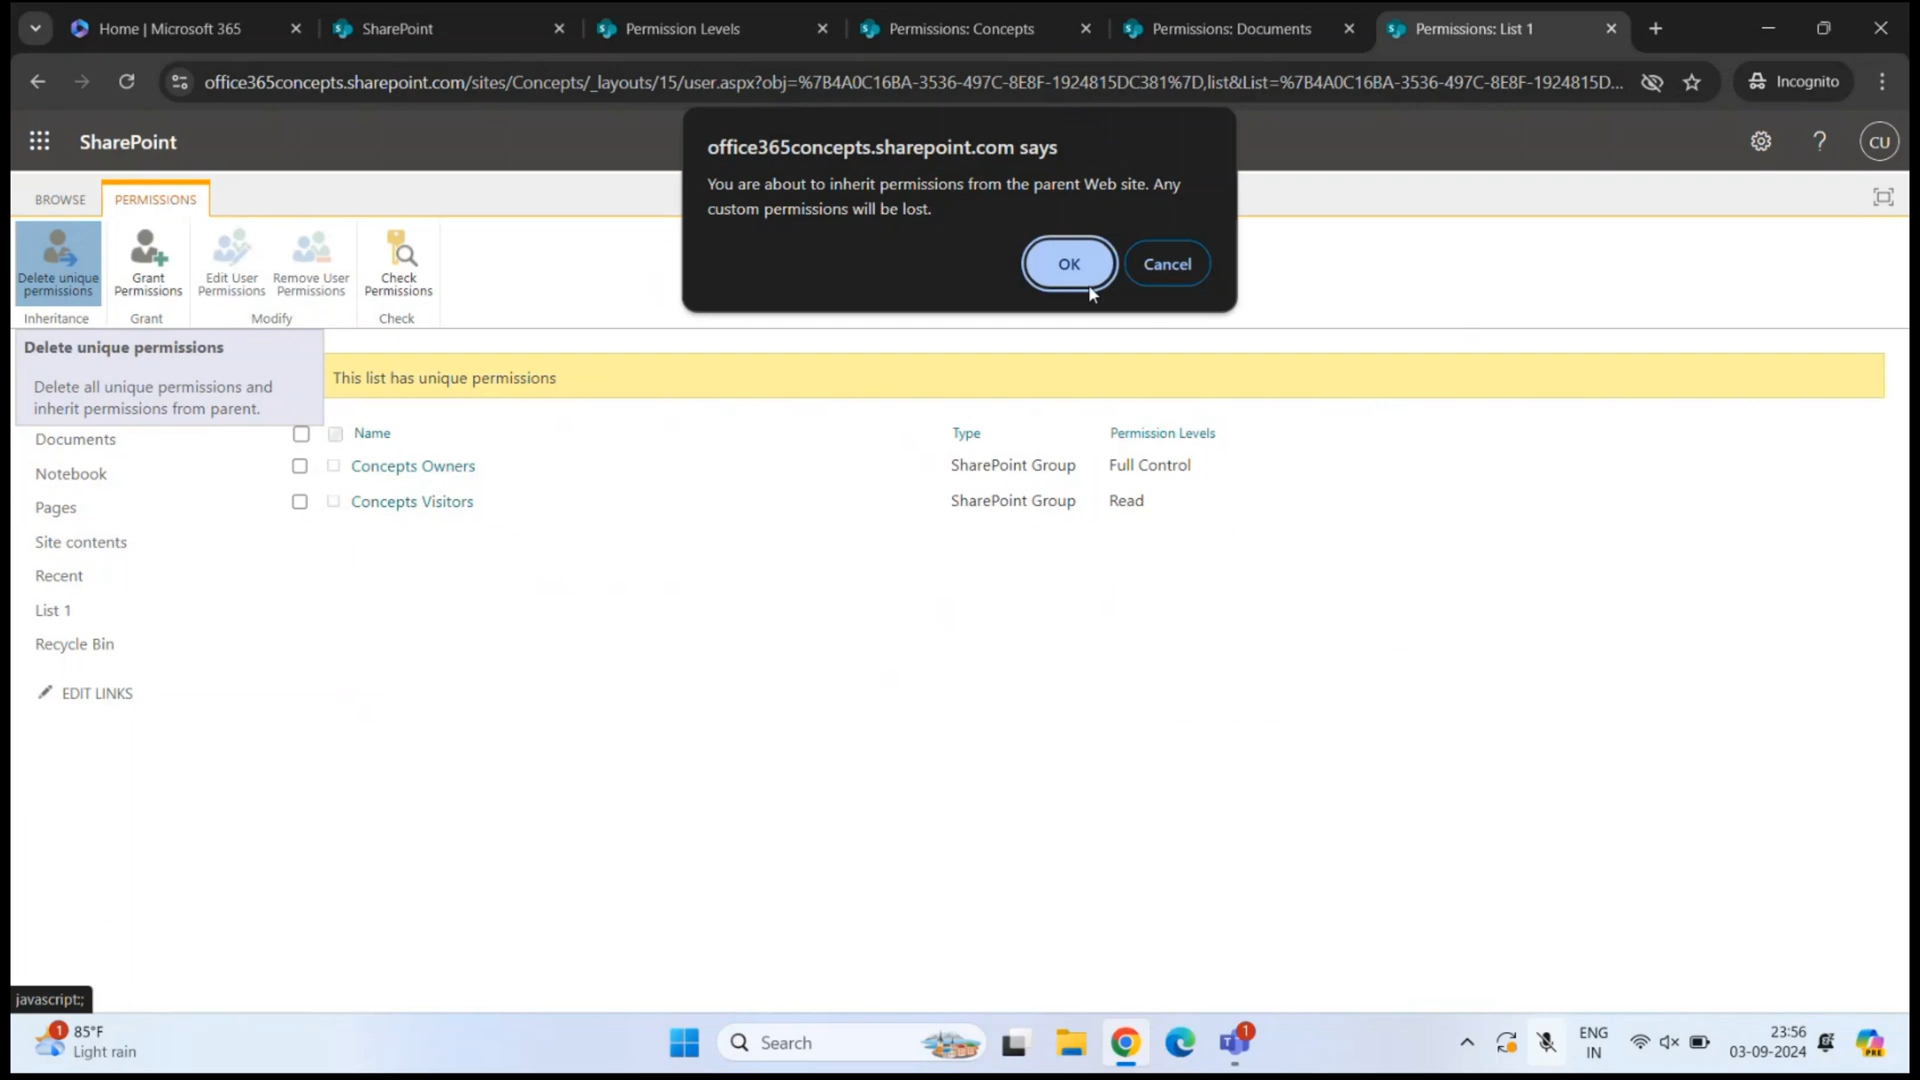 Home | Microsoft 365
SharePoint
Permission Levels
Permissions: Concepts
Permissions: Documents
Permissions: List 1
office365concepts.sharepoint.com/sites/Concepts/_layouts/15/user.aspx?obj=%7B4A0C16BA-3536-497C-8E8F-1924815DC381%7D,list&List=%7B4A0C16BA-3536-497C-8E8F-1924815D...
Incognito
SharePoint
CU
office365concepts.sharepoint.com says
You are about to inherit permissions from the parent Web site. Any
custom permissions will be lost.
OK
Cancel
BROWSE
PERMISSIONS
Delete unique
permissions
Grant
Permissions
Edit User
Permissions
Remove User
Permissions
Check
Permissions
Inheritance
Grant
Modify
Check
Delete unique permissions
Delete all unique permissions and
inherit permissions from parent.
This list has unique permissions
Name
Type
Permission Levels
Concepts Owners
SharePoint Group
Full Control
Concepts Visitors
SharePoint Group
Read
Documents
Notebook
Pages
Site contents
Recent
List 1
Recycle Bin
EDIT LINKS
javascript:;
1
85°F
Light rain
Search
1
ENG
IN
23:56
03-09-2024
PRE